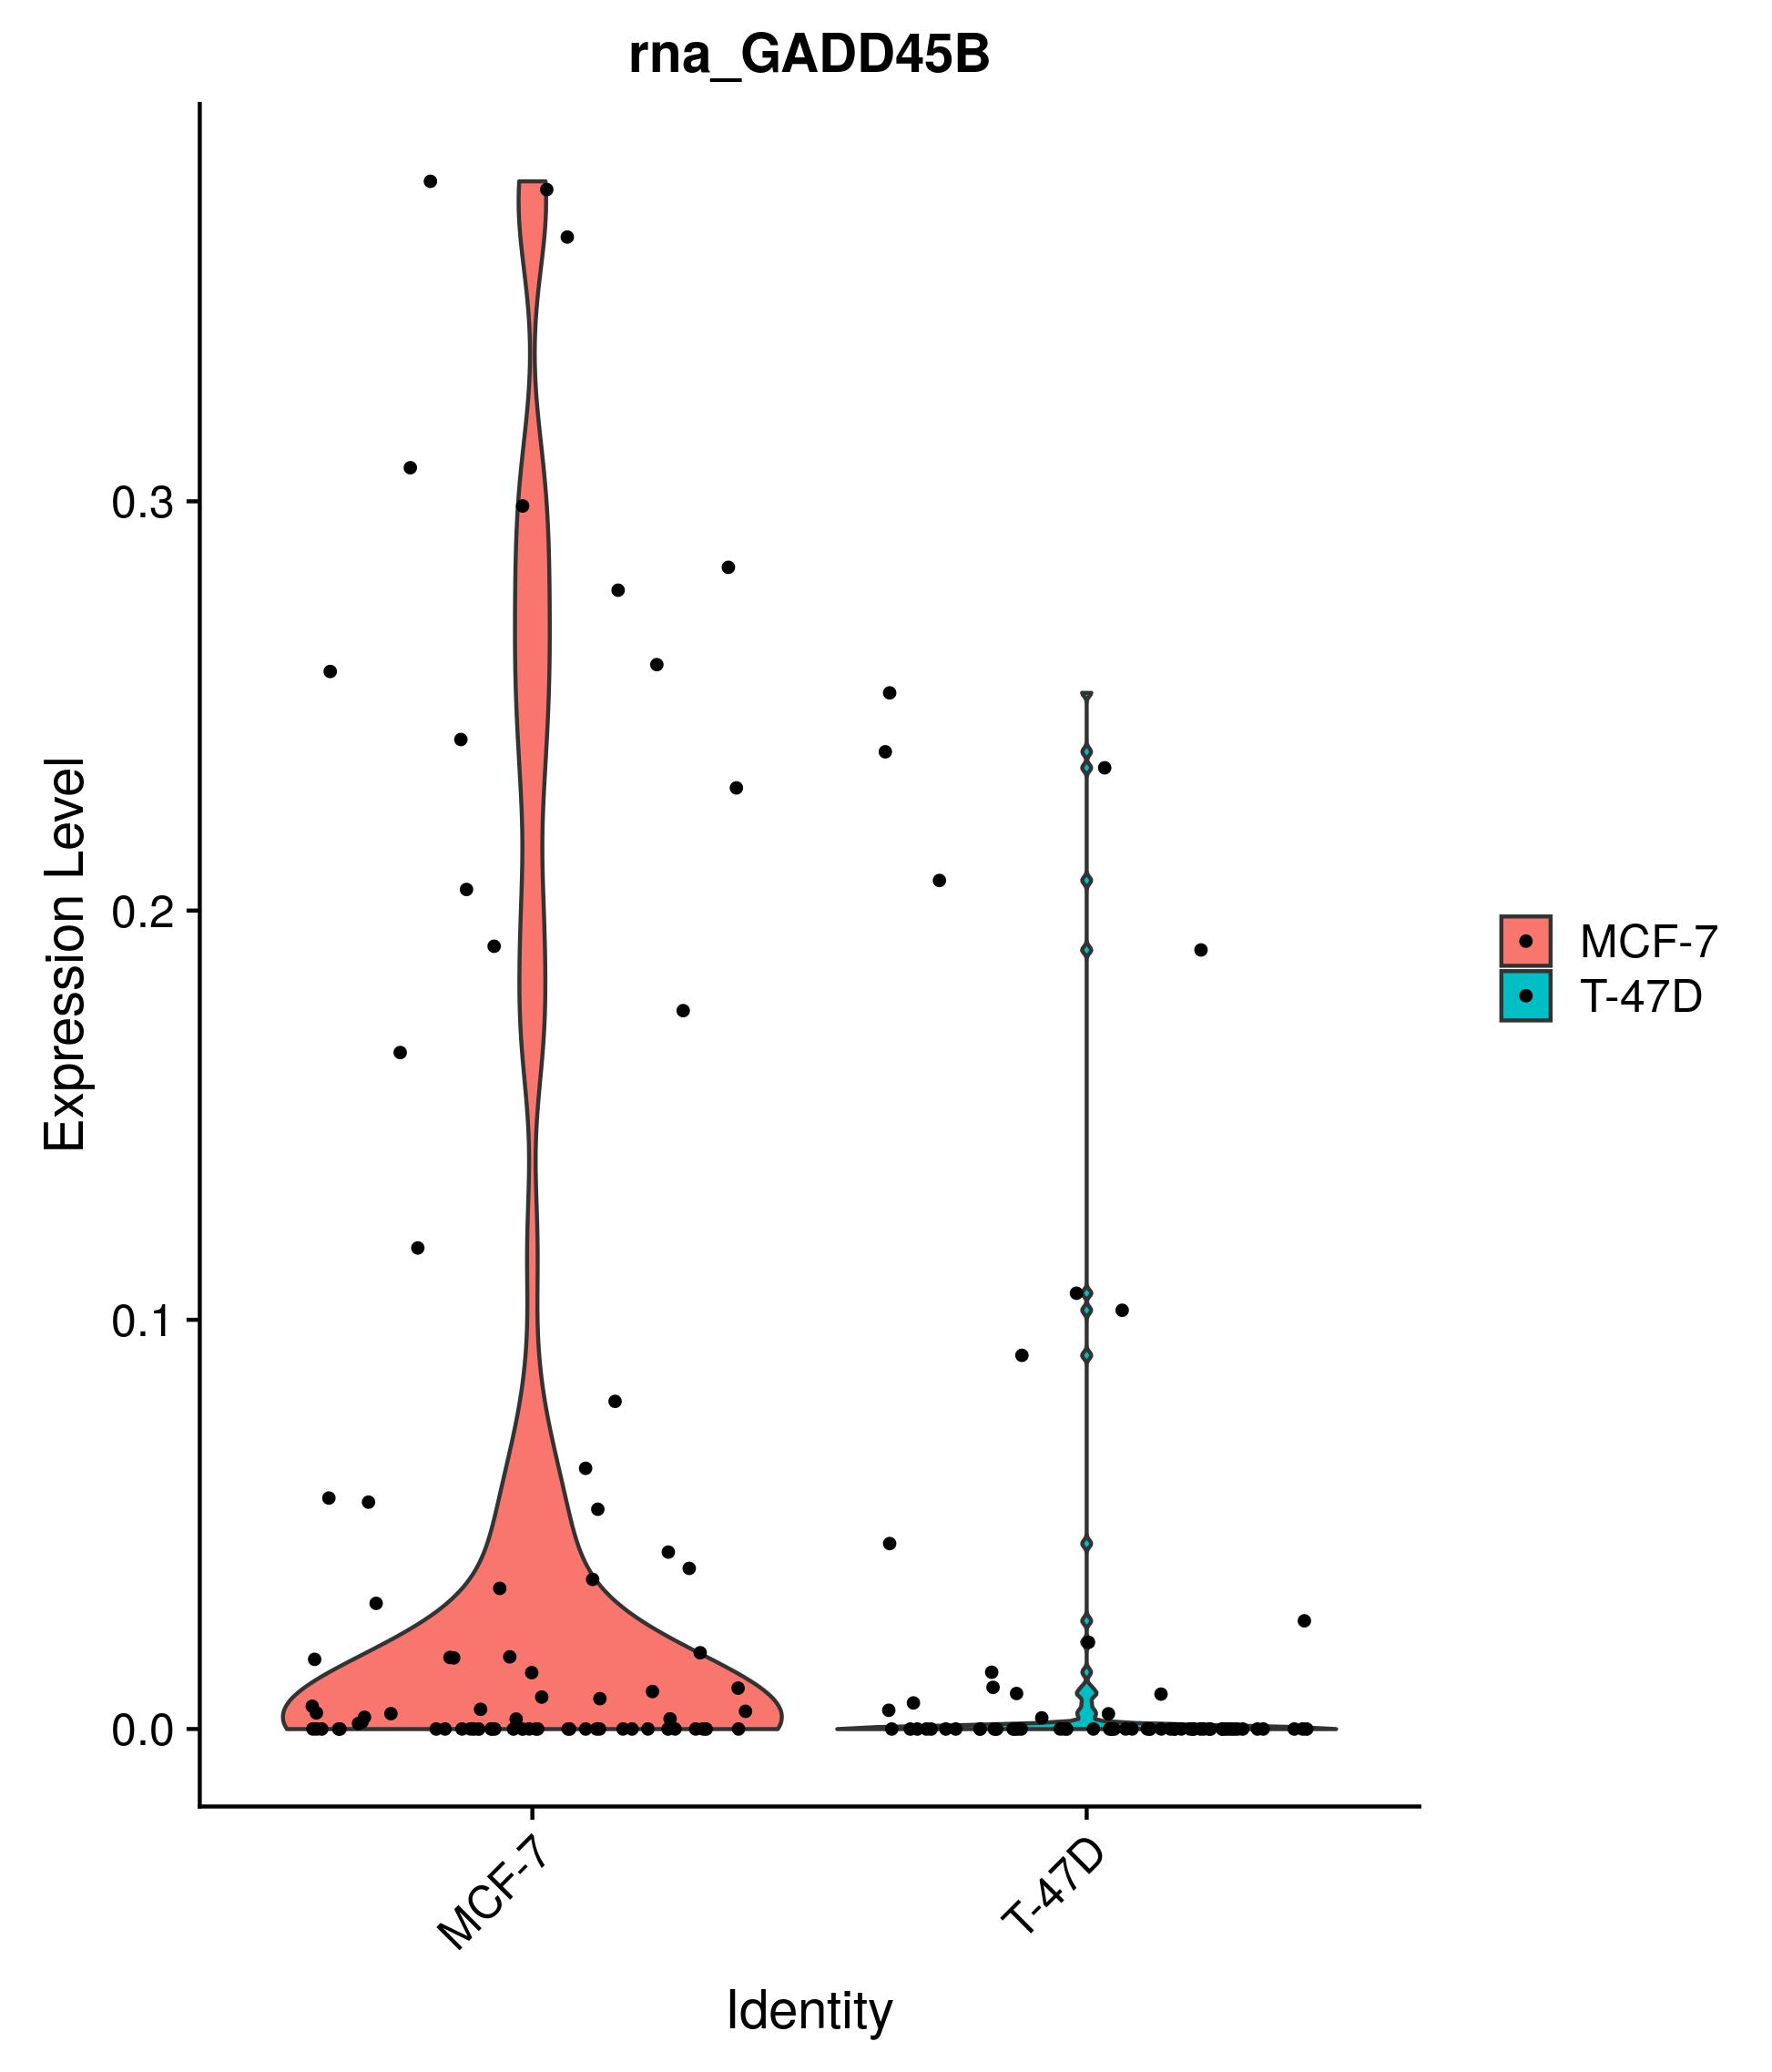 rna_GADD45B
Expression Level
0.3
0.2
0.1
0.0
MCF-7
T-47D
Identity
MCF-7
T-47D